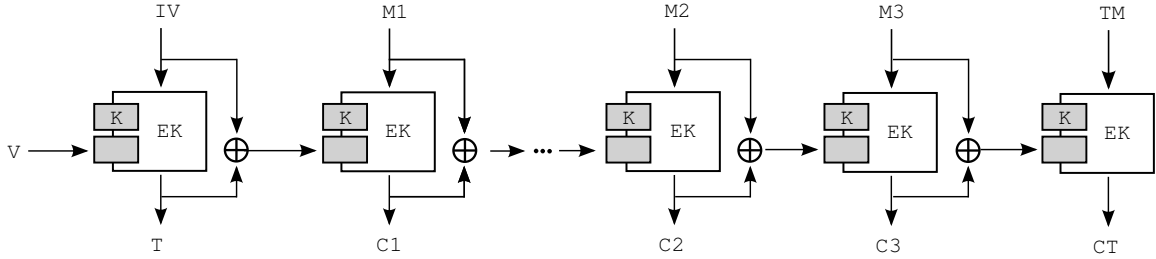 IV M1 M2 M3 TM
K EK K EK K EK K EK K EK
V ...
T C1 C2 C3 CT